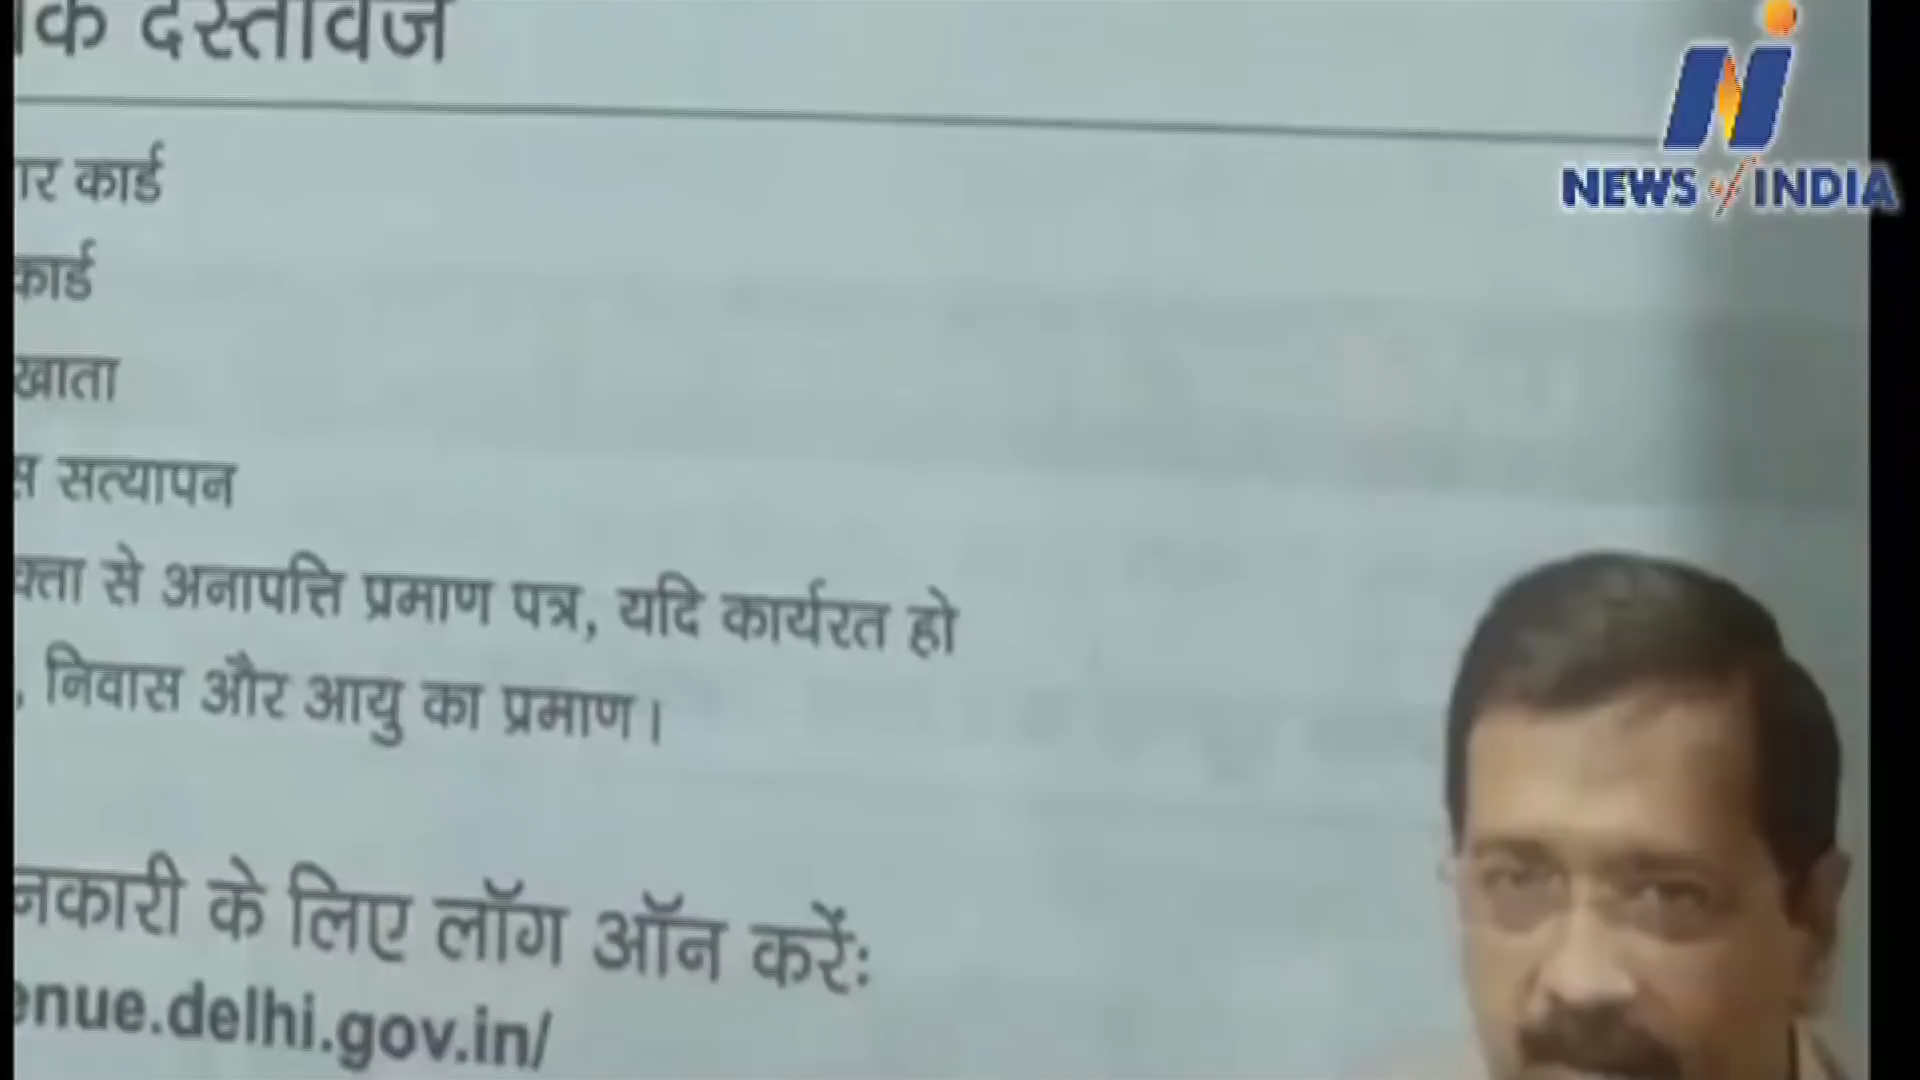 दस्तावेज
NEWS of INDIA
कार्ड
कार्ड
खाता
सत्यापन
से अनापत्ति प्रमाण पत्र, यदि कार्यरत हो
, निवास और आयु का प्रमाण।
के लिए लॉग ऑन करें:
enue.delhi.gov.in/